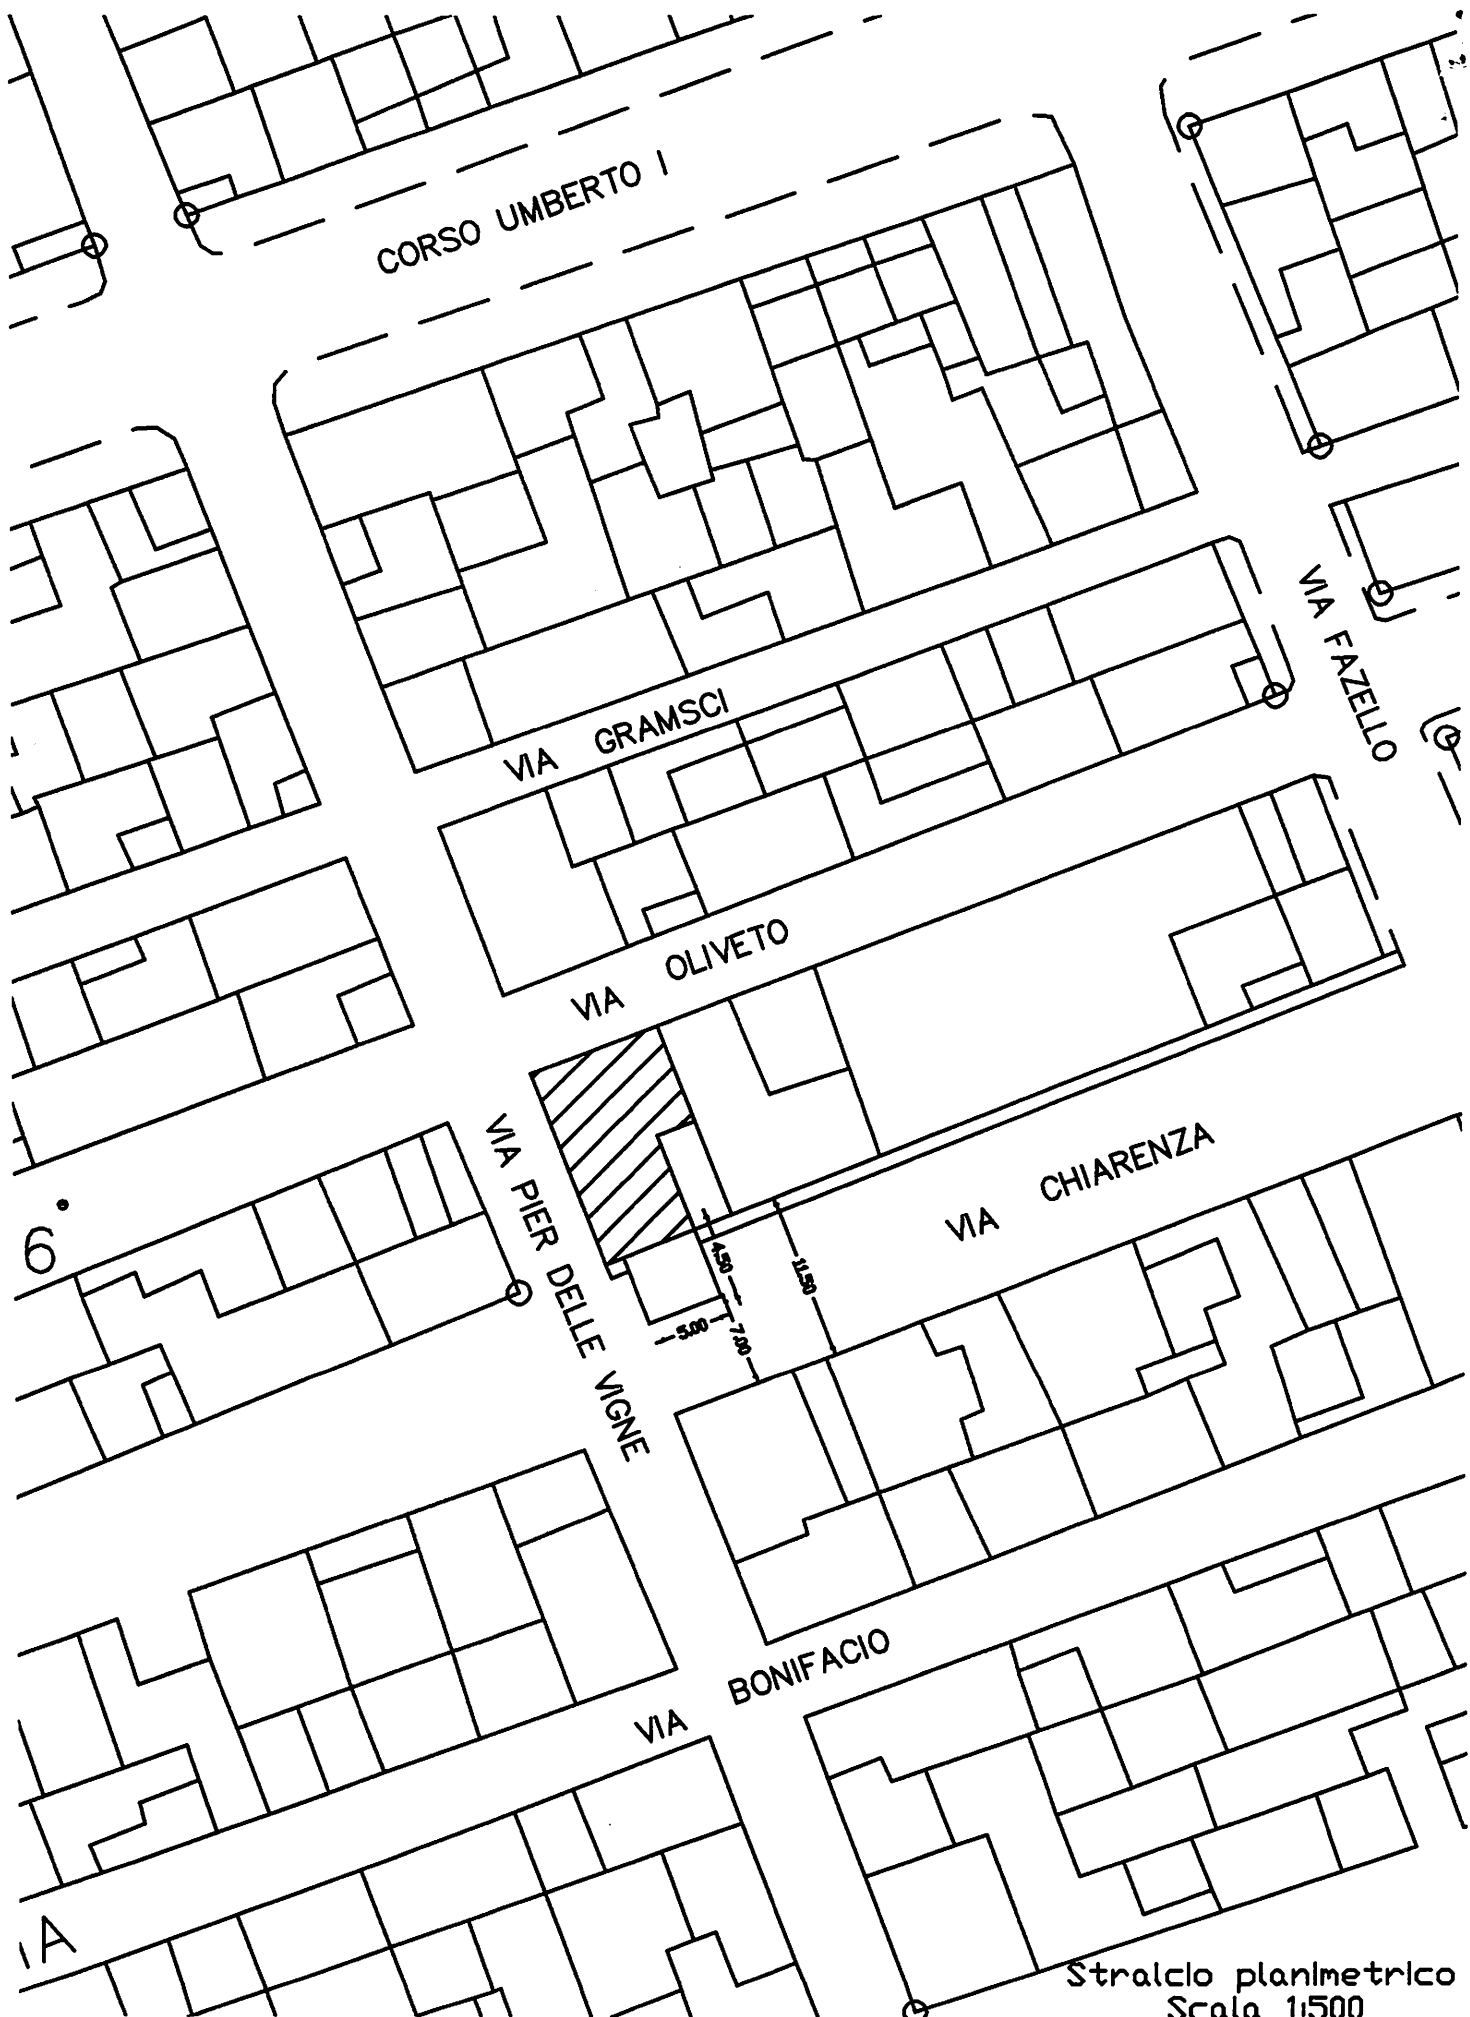 CORSO UMBERTO I
VIA FAZELLO
VIA GRAMSCI
VIA OLIVETO
VIA PIER DELLE VIGNE
VIA CHIARENZA
6°
4.50
11.50
5.00
7.00
VIA BONIFACIO
A
Stralcio planimetrico
Scala 1:500